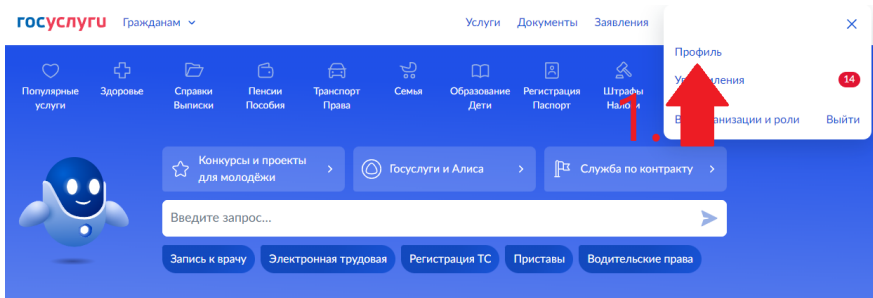 госуслуги Гражданам Услуги Документы Заявления
Профиль
14
организации и роли Выйти
Популярные услуги
Здоровье
Справки Выписки
Пенсии Пособия
Транспорт Права
Семья
Образование Дети
Регистрация Паспорт
Штрафы Налоги
1.
Конкурсы и проекты
для молодёжи
Госуслуги и Алиса
Служба по контракту
Введите запрос...
Запись к врачу Электронная трудовая Регистрация ТС Приставы Водительские права